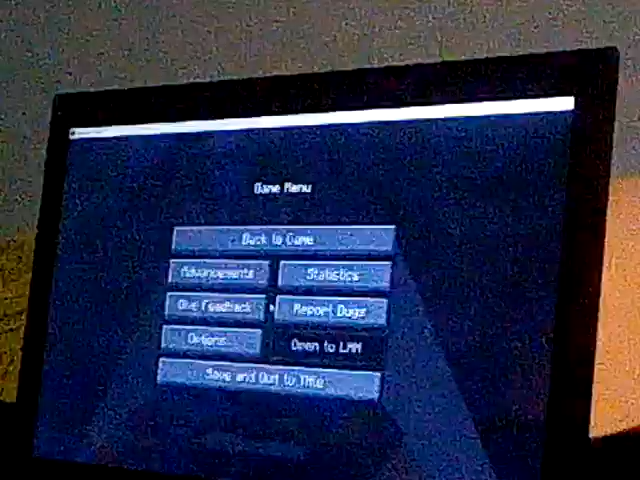 Game Menu
Back to Game
Advancements
Statistics
Give Feedback
Report Bugs
Options...
Open to LAN
Save and Quit to Title